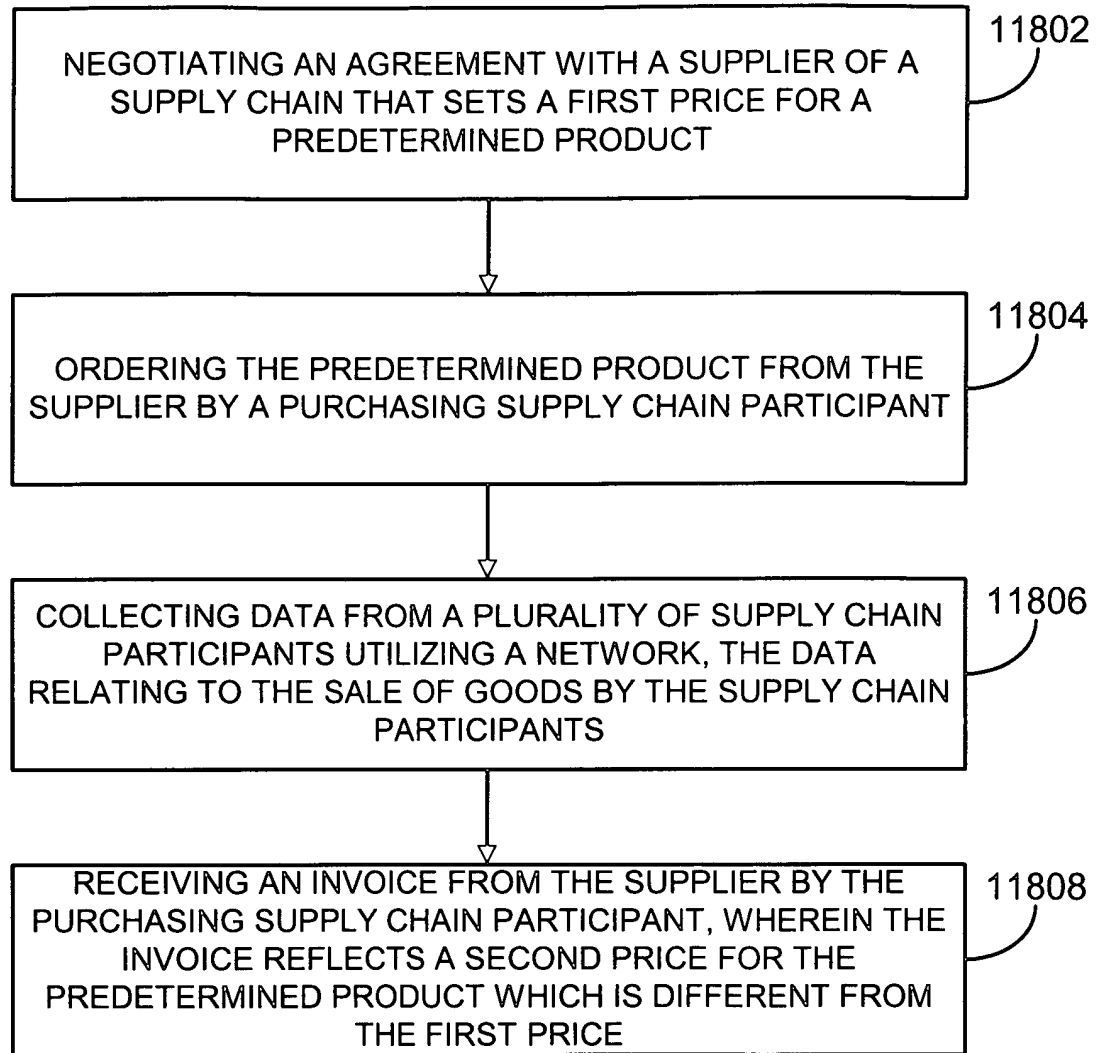 11802
NEGOTIATING AN AGREEMENT WITH A SUPPLIER OF A
SUPPLY CHAIN THAT SETS A FIRST PRICE FOR A
PREDETERMINED PRODUCT
11804
ORDERING THE PREDETERMINED PRODUCT FROM THE
SUPPLIER BY A PURCHASING SUPPLY CHAIN PARTICIPANT
11806
COLLECTING DATA FROM A PLURALITY OF SUPPLY CHAIN
PARTICIPANTS UTILIZING A NETWORK, THE DATA
RELATING TO THE SALE OF GOODS BY THE SUPPLY CHAIN
PARTICIPANTS
11808
RECEIVING AN INVOICE FROM THE SUPPLIER BY THE
PURCHASING SUPPLY CHAIN PARTICIPANT, WHEREIN THE
INVOICE REFLECTS A SECOND PRICE FOR THE
PREDETERMINED PRODUCT WHICH IS DIFFERENT FROM
THE FIRST PRICE